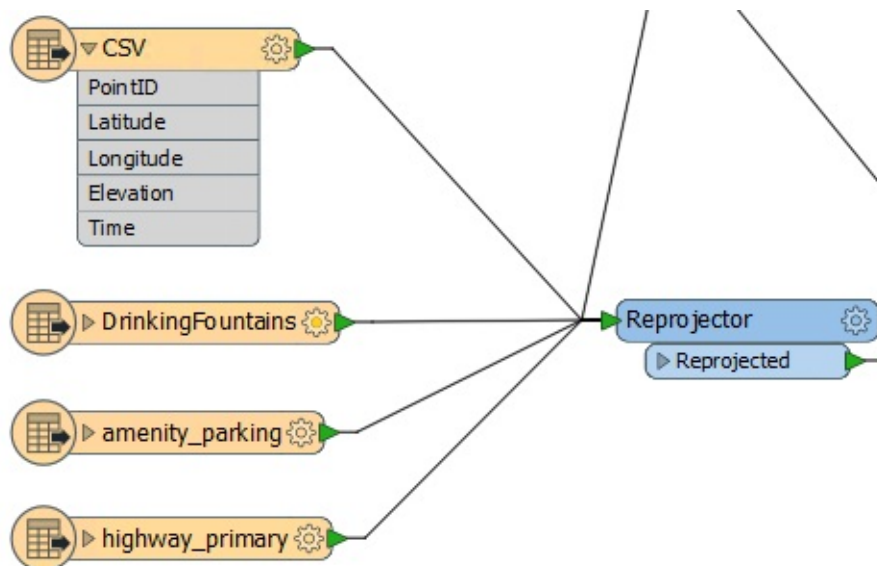 CSV
PointID
Latitude
Longitude
Elevation
Time
DrinkingFountains
Reprojector
Reprojected
amenity_parking
highway_primary